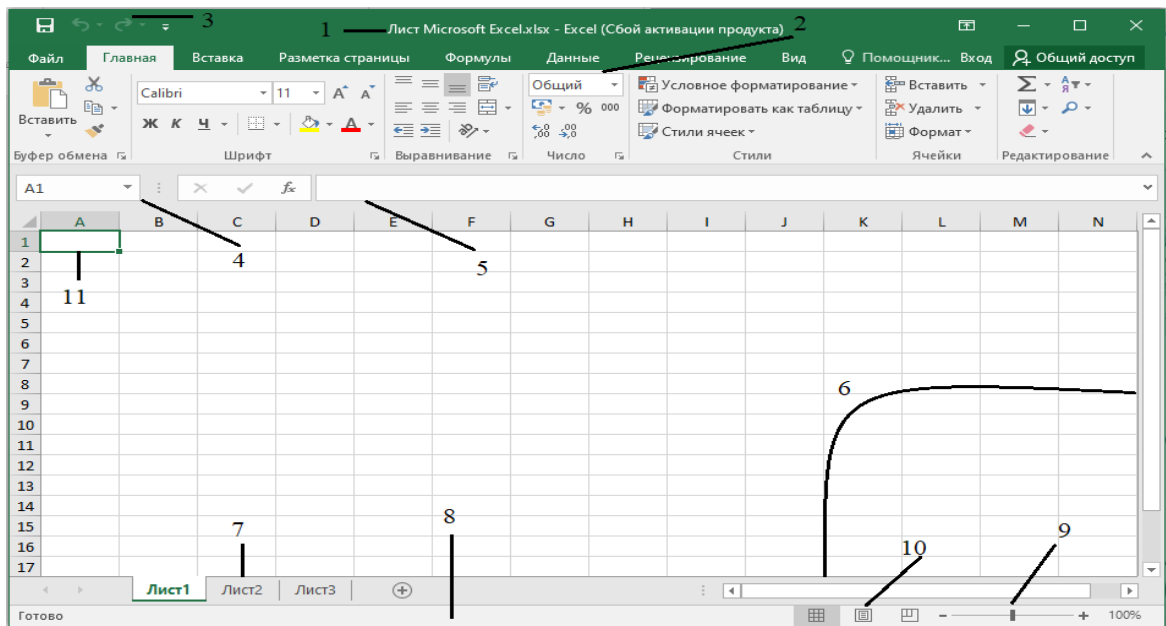 3
1 Лист Microsoft Excel.xlsx - Excel (Сбой активации продукта) 2
Файл Главная Вставка Разметка страницы Формулы Данные Рецензирование Вид Помощник... Вход Общий доступ
Вставить
Calibri 11
Ж К Ч
Общий
% 000
Условное форматирование
Форматировать как таблицу
Стили ячеек
Вставить
Удалить
Формат
Буфер обмена Шрифт Выравнивание Число Стили Ячейки Редактирование
A1 fx
A B C D E F G H I J K L M N
1
2 4 5
3
4 11
5
6
7
8 6
9
10
11
12
13
14 8
15 7 9
16 10
17
Лист1 Лист2 Лист3
Готово 100%